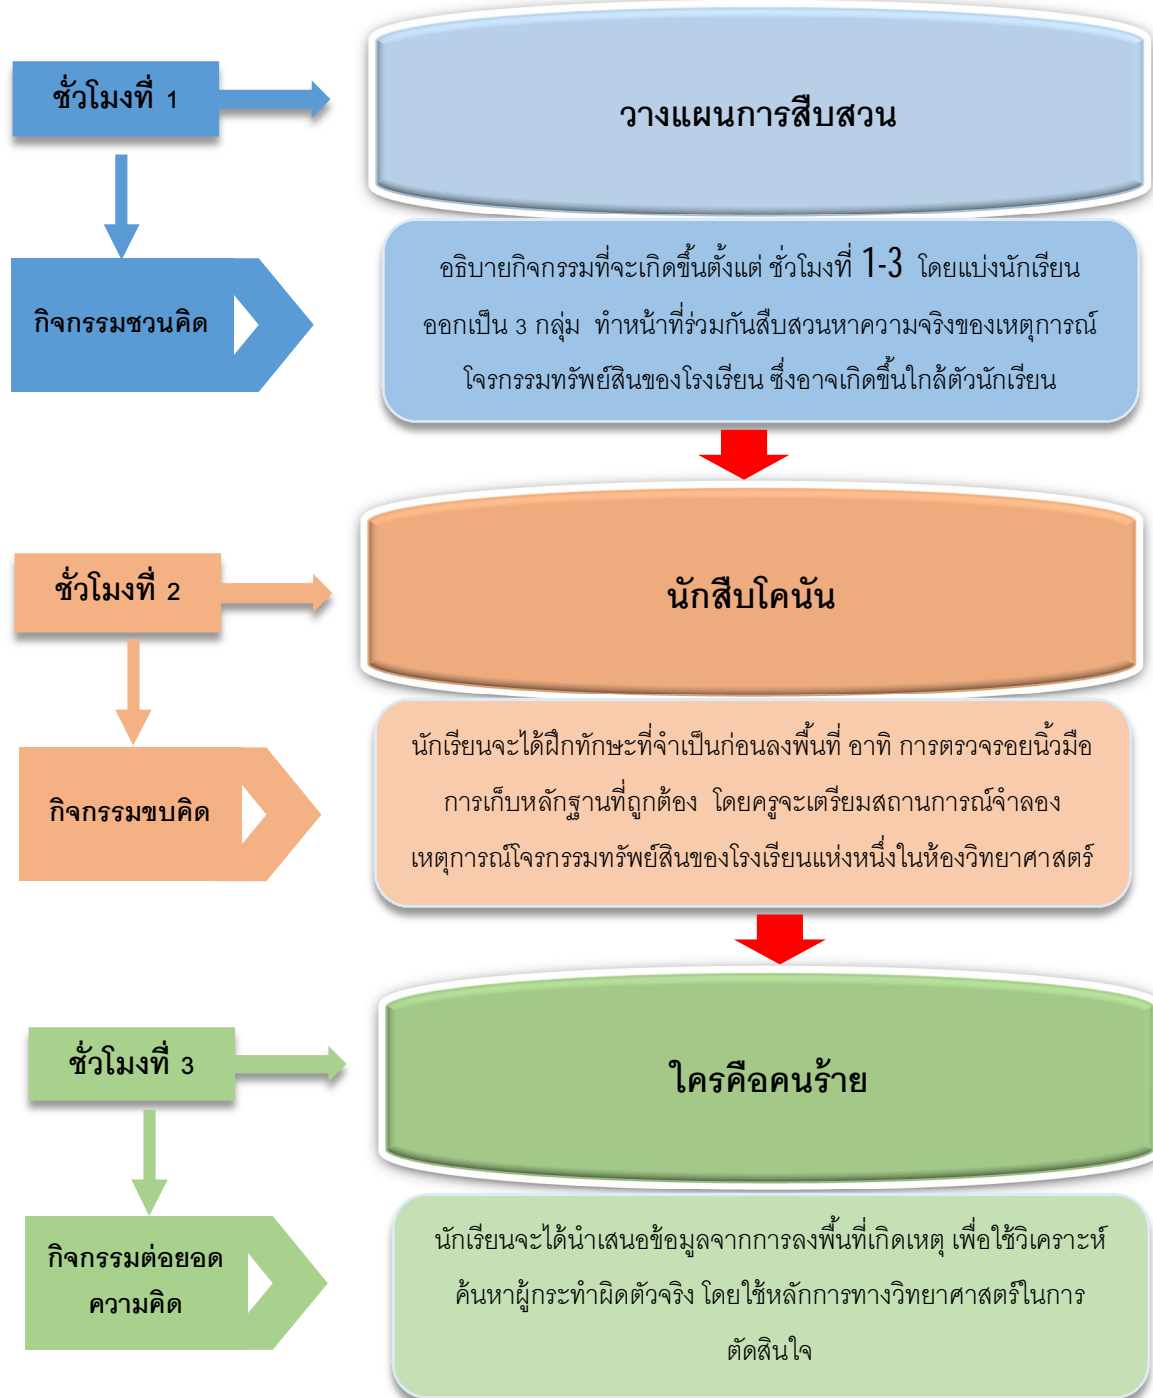 ชั่วโมงที่ 1
วางแผนการสืบสวน
กิจกรรมชวนคิด
อธิบายกิจกรรมที่จะเกิดขึ้นตั้งแต่ ชั่วโมงที่ 1-3 โดยแบ่งนักเรียน
ออกเป็น 3 กลุ่ม ทำหน้าที่ร่วมกันสืบสวนหาความจริงของเหตุการณ์
โจรกรรมทรัพย์สินของโรงเรียน ซึ่งอาจเกิดขึ้นใกล้ตัวนักเรียน
ชั่วโมงที่ 2
นักสืบโคนัน
กิจกรรมขบคิด
นักเรียนจะได้ฝึกทักษะที่จำเป็นก่อนลงพื้นที่ อาทิ การตรวจรอยนิ้วมือ
การเก็บหลักฐานที่ถูกต้อง โดยครูจะเตรียมสถานการณ์จำลอง
เหตุการณ์โจรกรรมทรัพย์สินของโรงเรียนแห่งหนึ่งในห้องวิทยาศาสตร์
ชั่วโมงที่ 3
ใครคือคนร้าย
กิจกรรมต่อยอด
ความคิด
นักเรียนจะได้นำเสนอข้อมูลจากการลงพื้นที่เกิดเหตุ เพื่อใช้วิเคราะห์
ค้นหาผู้กระทำผิดตัวจริง โดยใช้หลักการทางวิทยาศาสตร์ในการ
ตัดสินใจ